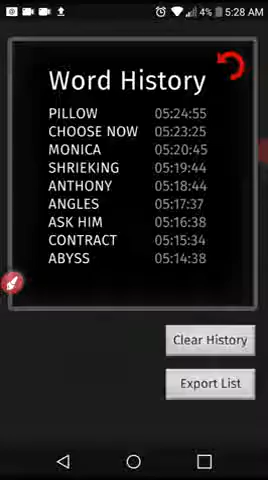 4% 5:28 AM
Word History
PILLOW 05:24:55
CHOOSE NOW 05:23:25
MONICA 05:20:45
SHRIEKING 05:19:44
ANTHONY 05:18:44
ANGLES 05:17:37
ASK HIM 05:16:38
CONTRACT 05:15:34
ABYSS 05:14:38
Clear History
Export List